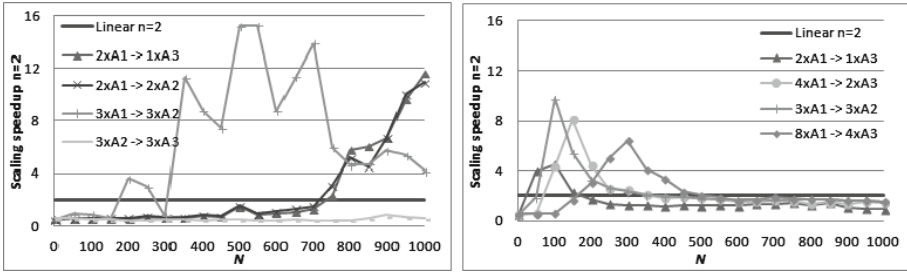 Scaling speedup n=2
16
12
8
4
0
Linear n=2
2xA1 -> 1xA3
2xA1 -> 2xA2
3xA1 -> 3xA2
3xA2 -> 3xA3
0 100 200 300 400 500 600 700 800 900 1000
N
Scaling speedup n=2
16
12
8
4
0
Linear n=2
2xA1 -> 1xA3
4xA1 -> 2xA3
3xA1 -> 3xA2
8xA1 -> 4xA3
0 100 200 300 400 500 600 700 800 900 1000
N